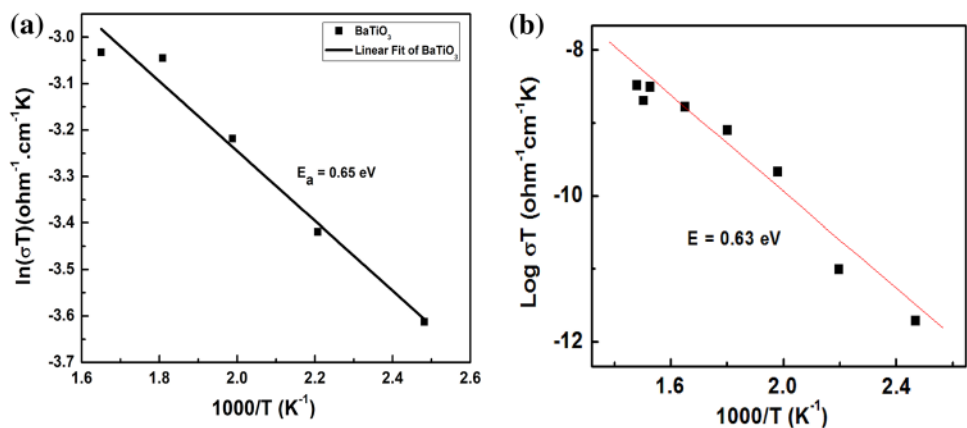 (a)
-3.0
-3.1
-3.2
-3.3
-3.4
-3.5
-3.6
-3.7
ln(σT)(ohm⁻¹.cm⁻¹K)
BaTiO₃
Linear Fit of BaTiO₃
Eₐ = 0.65 eV
1.6 1.8 2.0 2.2 2.4 2.6
1000/T (K⁻¹)
(b)
-8
-10
-12
Log σT (ohm⁻¹cm⁻¹K)
E = 0.63 eV
1.6 2.0 2.4
1000/T (K⁻¹)